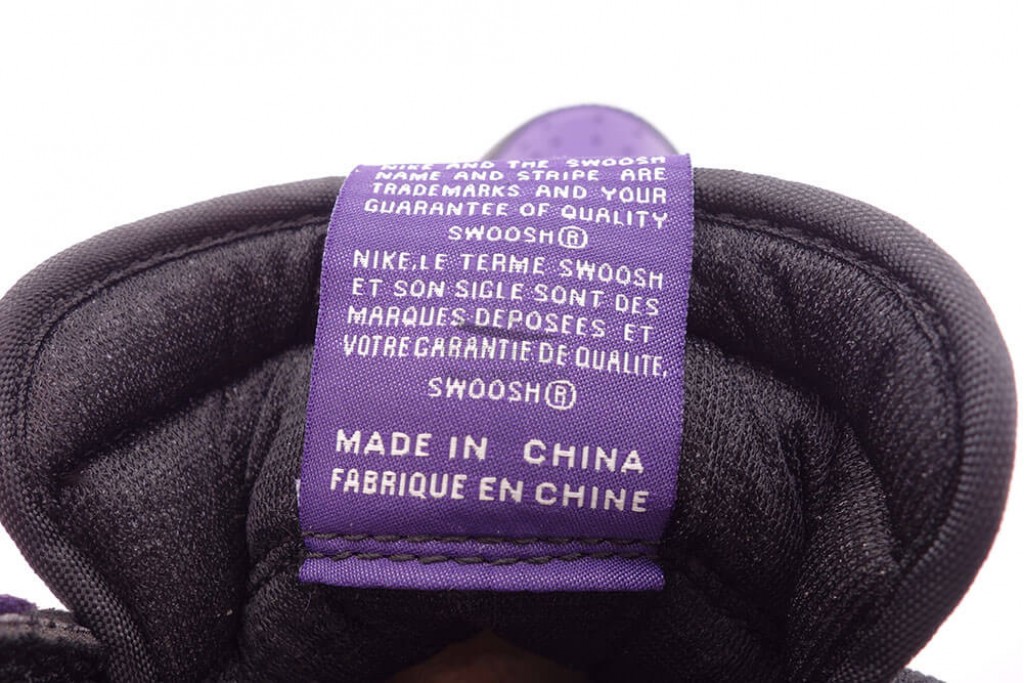 NIKE AND THE SWOOSH
NAME AND STRIPE ARE
TRADEMARKS AND YOUR
GUARANTEE OF QUALITY
SWOOSH®
NIKE,LE TERME SWOOSH
ET SON SIGLE SONT DES
MARQUES DEPOSEES ET
VOTRE GARANTIE DE QUALITE,
SWOOSH®
MADE IN CHINA
FABRIQUE EN CHINE